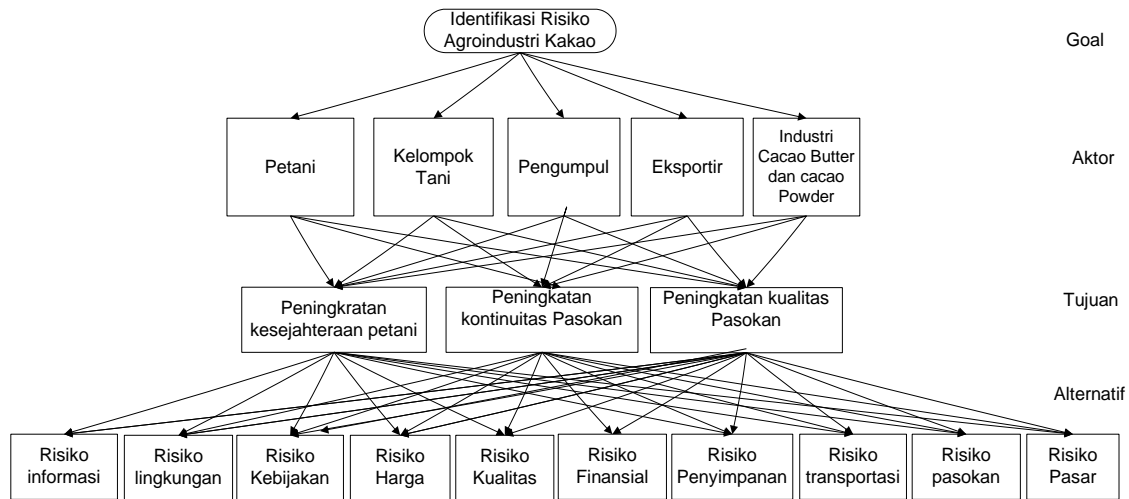 Identifikasi Risiko
Agroindustri Kakao
Goal
Petani
Kelompok
Tani
Pengumpul
Eksportir
Industri
Cacao Butter
dan cacao
Powder
Aktor
Peningkratan
kesejahteraan petani
Peningkatan
kontinuitas Pasokan
Peningkatan kualitas
Pasokan
Tujuan
Alternatif
Risiko
informasi
Risiko
lingkungan
Risiko
Kebijakan
Risiko
Harga
Risiko
Kualitas
Risiko
Finansial
Risiko
Penyimpanan
Risiko
transportasi
Risiko
pasokan
Risiko
Pasar